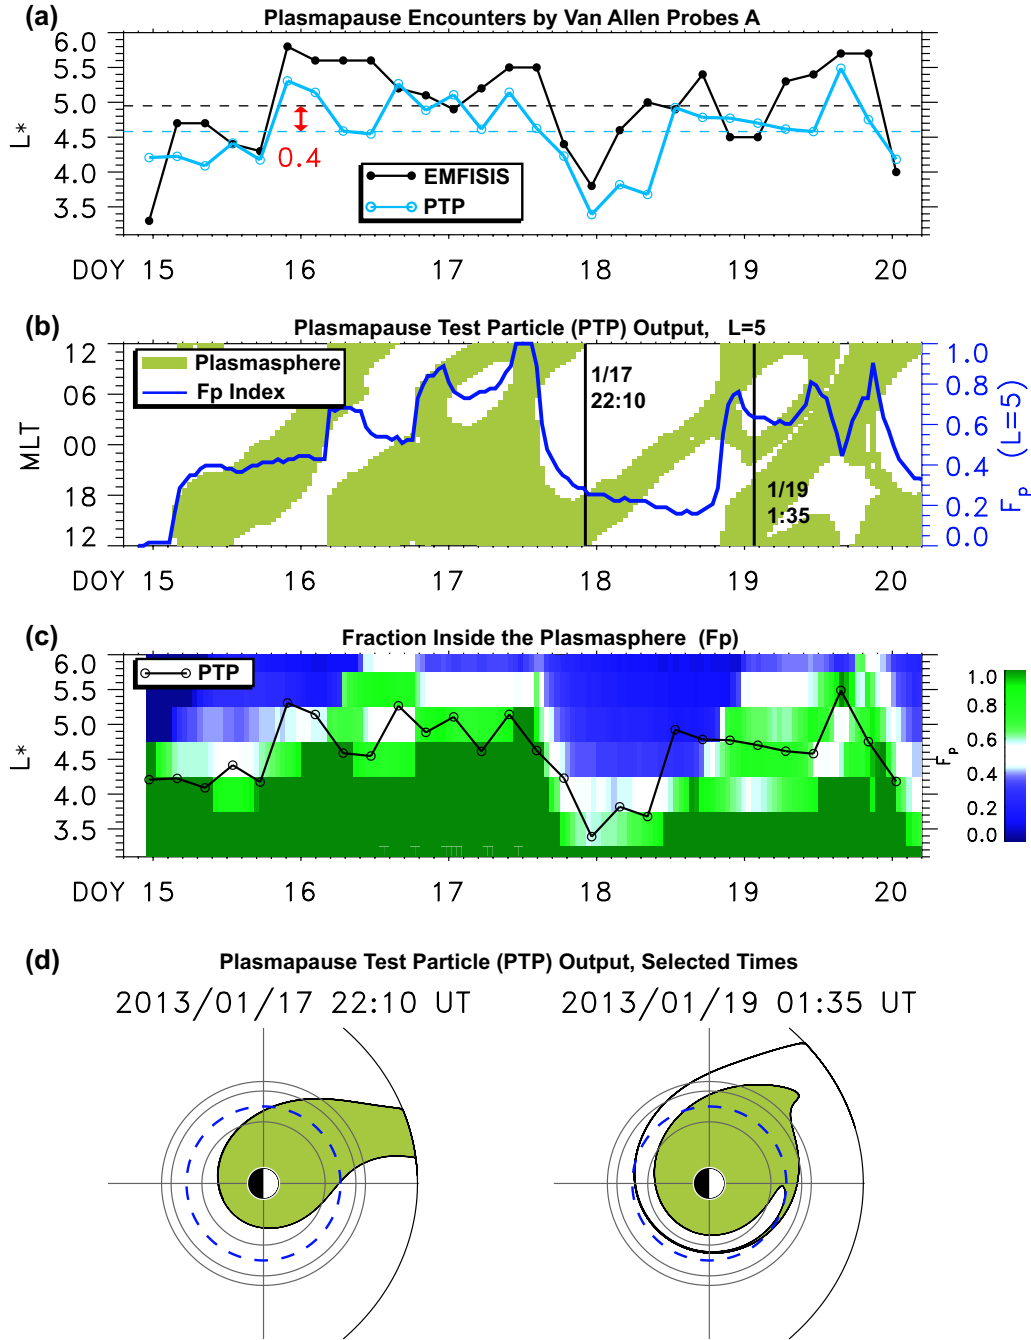 (a) Plasmapause Encounters by Van Allen Probes A
6.0
5.5
5.0
4.5
4.0
3.5
L*
0.4
EMFISIS
PTP
DOY 15 16 17 18 19 20
(b) Plasmapause Test Particle (PTP) Output, L=5
12
06
00
18
12
MLT
Plasmasphere
Fp Index
1/17
22:10
1/19
1:35
1.0
0.8
0.6
0.4
0.2
0.0
Fp (L=5)
DOY 15 16 17 18 19 20
(c) Fraction Inside the Plasmasphere (Fp)
6.0
5.5
5.0
4.5
4.0
3.5
L*
PTP
1.0
0.8
0.6
0.4
0.2
0.0
Fp
DOY 15 16 17 18 19 20
(d) Plasmapause Test Particle (PTP) Output, Selected Times
2013/01/17 22:10 UT
2013/01/19 01:35 UT